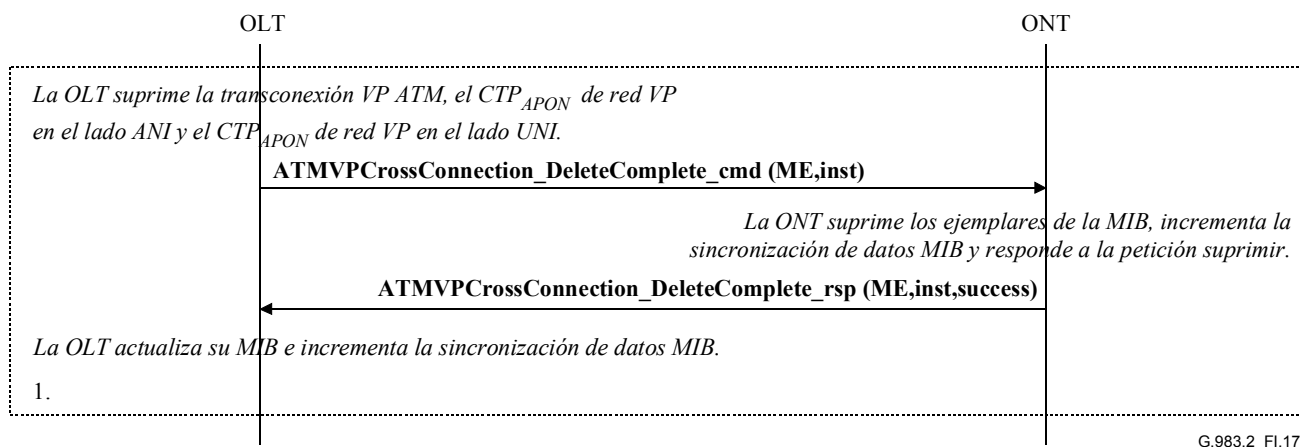 OLT
ONT
La OLT suprime la transconexión VP ATM, el CTP_APON de red VP
en el lado ANI y el CTP_APON de red VP en el lado UNI.
ATMVPCrossConnection_DeleteComplete_cmd (ME,inst)
La ONT suprime los ejemplares de la MIB, incrementa la
sincronización de datos MIB y responde a la petición suprimir.
ATMVPCrossConnection_DeleteComplete_rsp (ME,inst,success)
La OLT actualiza su MIB e incrementa la sincronización de datos MIB.
1.
G.983.2_FI.17